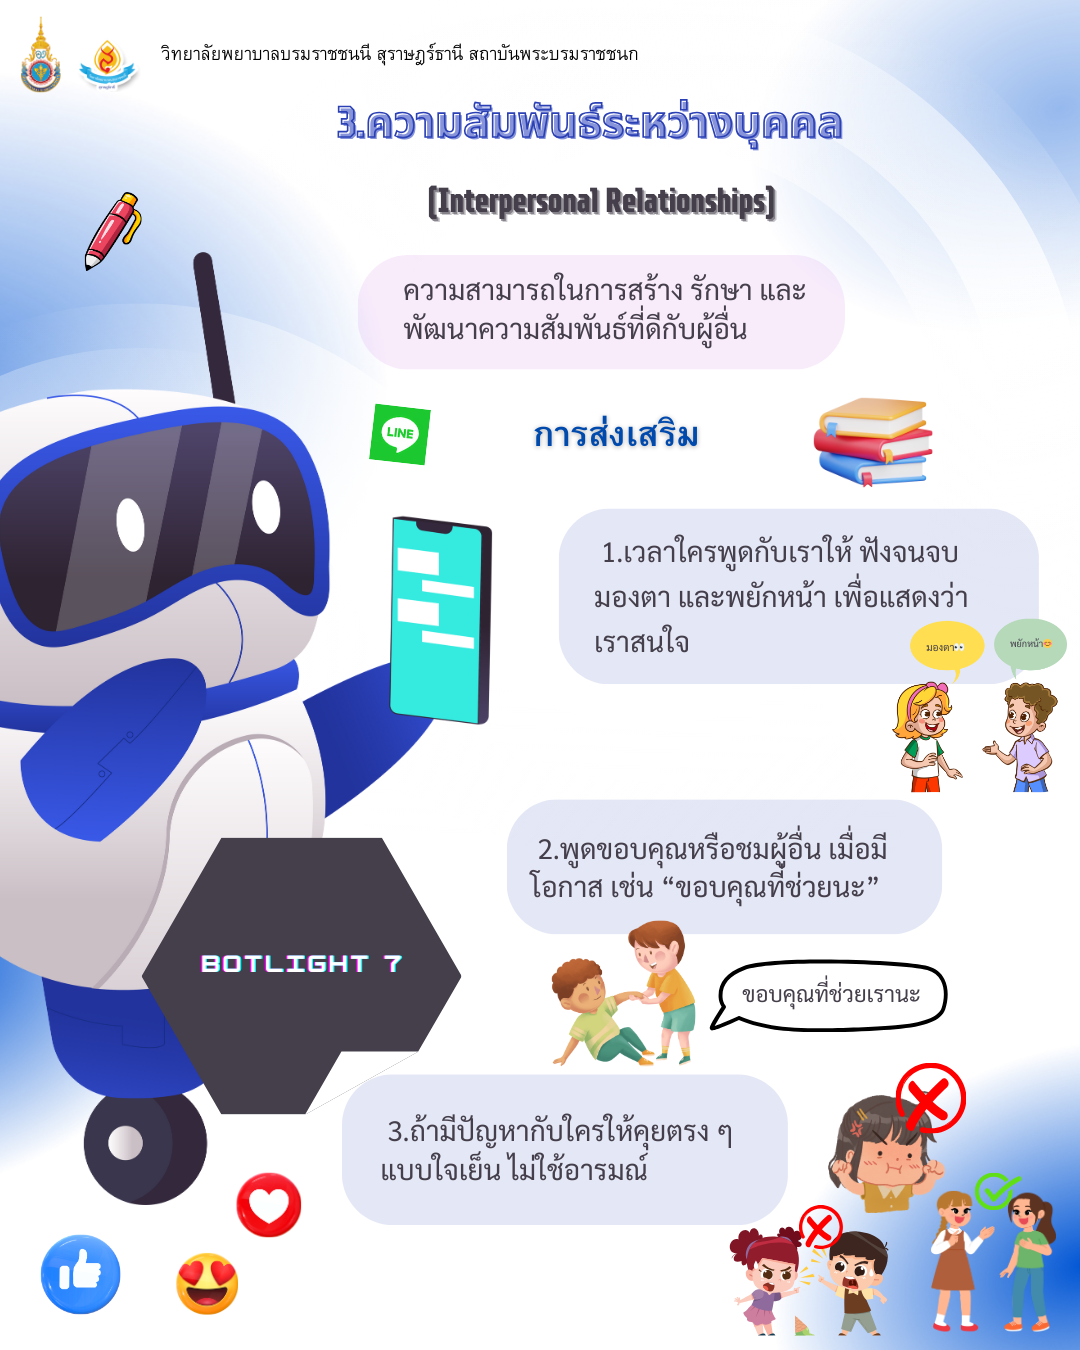 วิทยาลัยพยาบาลบรมราชชนนี สุราษฎร์ธานี สถาบันพระบรมราชชนก
3.ความสัมพันธ์ระหว่างบุคคล
(Interpersonal Relationships)
ความสามารถในการสร้าง รักษา และ
พัฒนาความสัมพันธ์ที่ดีกับผู้อื่น
LINE
การส่งเสริม
1.เวลาใครพูดกับเราให้ ฟังจนจบ
มองตา และพยักหน้า เพื่อแสดงว่า
เราสนใจ
มองตา👀
พยักหน้า😊
2.พูดขอบคุณหรือชมผู้อื่น เมื่อมี
โอกาส เช่น “ขอบคุณที่ช่วยนะ”
BOTLIGHT 7
ขอบคุณที่ช่วยเรานะ
3.ถ้ามีปัญหากับใครให้คุยตรง ๆ
แบบใจเย็น ไม่ใช้อารมณ์